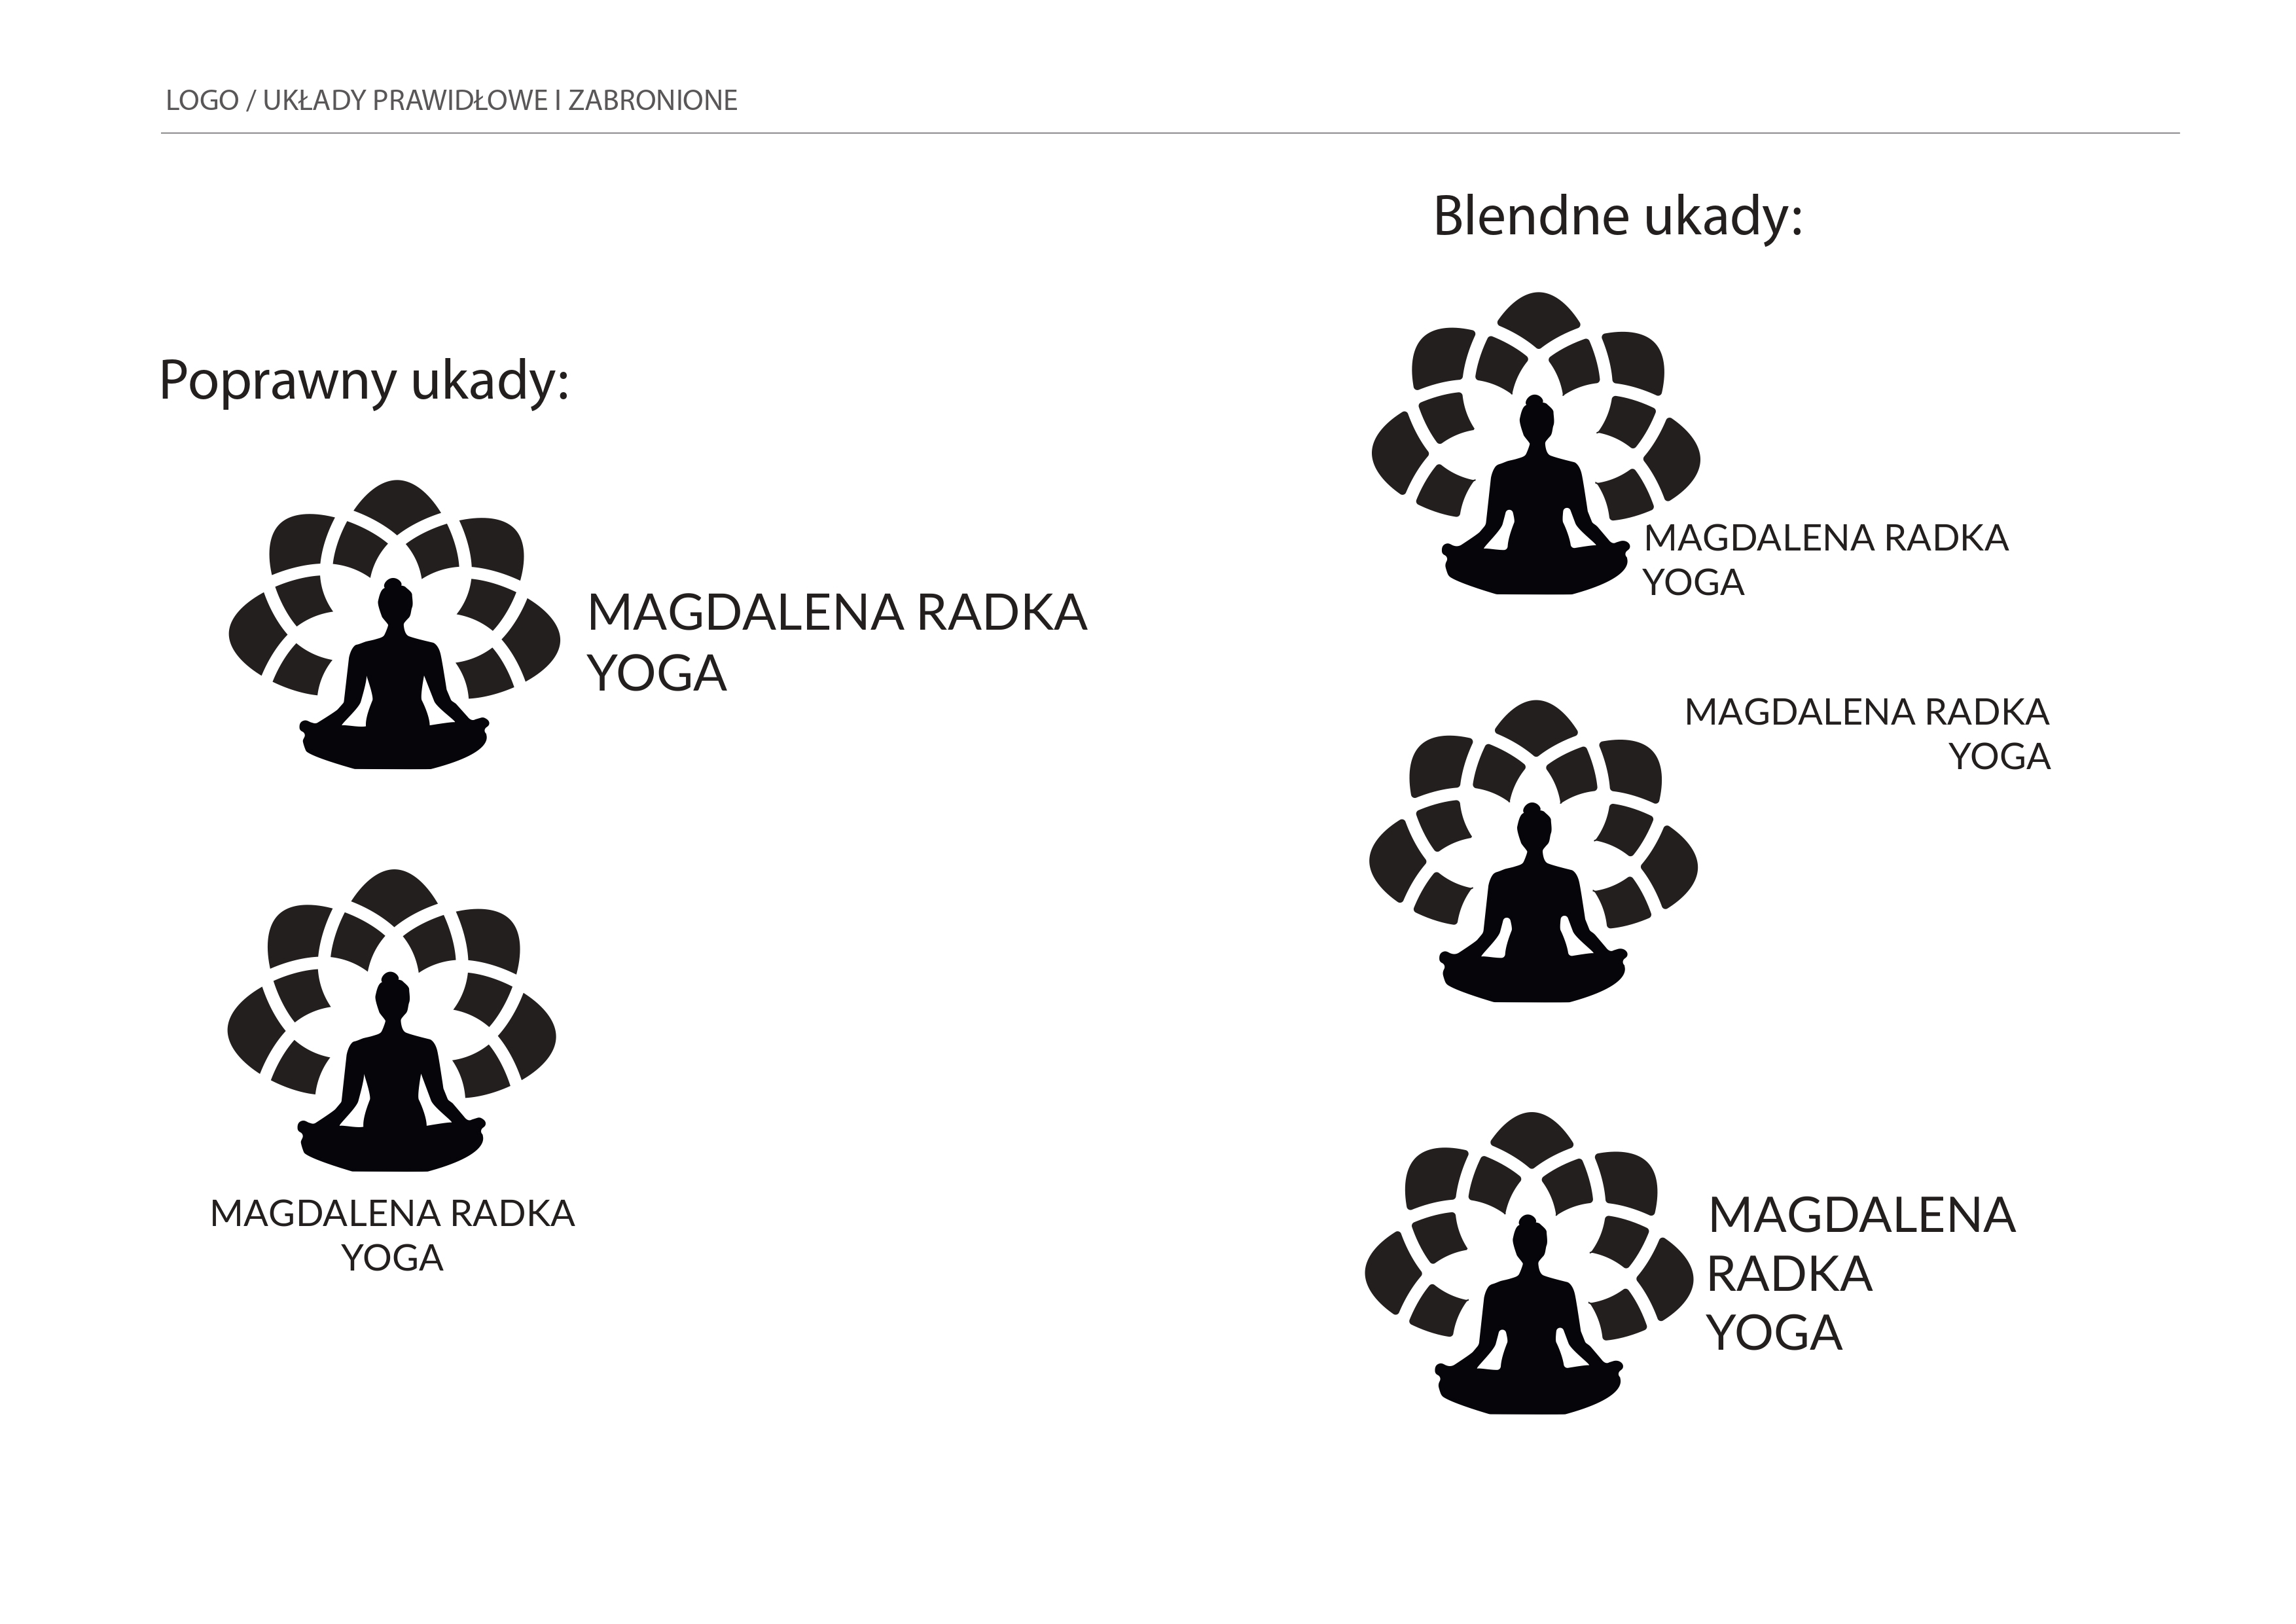 LOGO / UKŁADY PRAWIDŁOWE I ZABRONIONE
Poprawny ukady:
MAGDALENA RADKA
YOGA
MAGDALENA RADKA
YOGA
Blendne ukady:
MAGDALENA RADKA
YOGA
MAGDALENA RADKA
YOGA
MAGDALENA
RADKA
YOGA